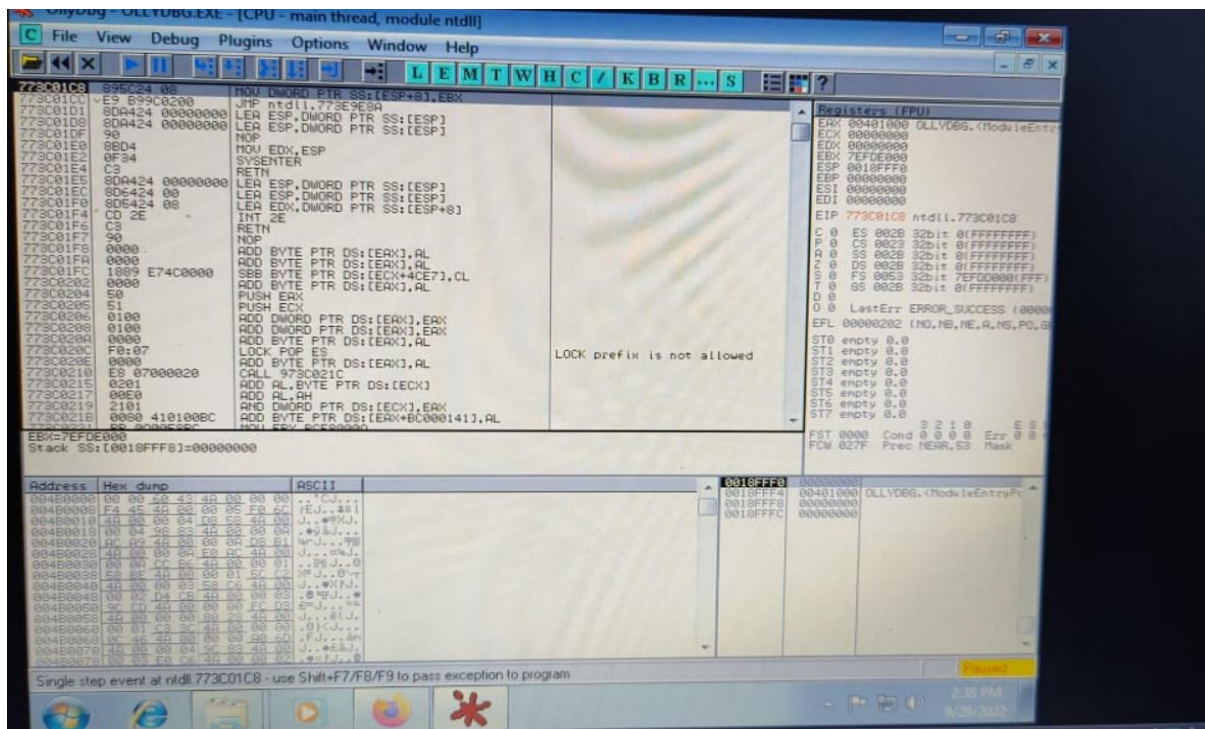 OllyDbg - OLLYDBG.EXE - [CPU - main thread, module ntdll]
C File View Debug Plugins Options Window Help
L E M T W H C / K B R ... S ?
773C01C8 895C24 08 MOV DWORD PTR SS:[ESP+8],EBX
773C01CC E9 B99C0200 JMP ntdll.773E9E8A
773C01D1 8DA424 00000000 LEA ESP,DWORD PTR SS:[ESP]
773C01D8 8DA424 00000000 LEA ESP,DWORD PTR SS:[ESP]
773C01DF 90 NOP
773C01E0 8BD4 MOV EDX,ESP
773C01E2 0F34 SYSENTER
773C01E4 C3 RETN
773C01E5 8DA424 00000000 LEA ESP,DWORD PTR SS:[ESP]
773C01EC 8D6424 00 LEA ESP,DWORD PTR SS:[ESP]
773C01F0 8D5424 08 LEA EDX,DWORD PTR SS:[ESP+8]
773C01F4 CD 2E INT 2E
773C01F6 C3 RETN
773C01F7 90 NOP
773C01F8 0000 ADD BYTE PTR DS:[EAX],AL
773C01FA 0000 ADD BYTE PTR DS:[EAX],AL
773C01FC 1889 E74C0000 SBB BYTE PTR DS:[ECX+4CE7],CL
773C0202 0000 ADD BYTE PTR DS:[EAX],AL
773C0204 50 PUSH EAX
773C0205 51 PUSH ECX
773C0206 0100 ADD DWORD PTR DS:[EAX],EAX
773C0208 0100 ADD DWORD PTR DS:[EAX],EAX
773C020A 0000 ADD BYTE PTR DS:[EAX],AL
773C020C F0:07 LOCK POP ES LOCK prefix is not allowed
773C020E 0000 ADD BYTE PTR DS:[EAX],AL
773C0210 E8 07000020 CALL 973C021C
773C0215 0201 ADD AL,BYTE PTR DS:[ECX]
773C0217 00E0 ADD AL,AH
773C0219 2101 AND DWORD PTR DS:[ECX],EAX
773C021B 0080 410100BC ADD BYTE PTR DS:[EAX+BC000141],AL
Registers (FPU)
EAX 00401000 OLLYDBG.<ModuleEntry
ECX 00000000
EDX 00000000
EBX 7EFDE000
ESP 0018FFF0
EBP 00000000
ESI 00000000
EDI 00000000
EIP 773C01C8 ntdll.773C01C8
C 0 ES 002B 32bit 0(FFFFFFFF)
P 0 CS 0023 32bit 0(FFFFFFFF)
A 0 SS 002B 32bit 0(FFFFFFFF)
Z 0 DS 002B 32bit 0(FFFFFFFF)
S 0 FS 0053 32bit 7EFDD000(FFF)
T 0 GS 002B 32bit 0(FFFFFFFF)
D 0
O 0 LastErr ERROR_SUCCESS (0000
EFL 00000202 (NO,NB,NE,A,NS,PO,G
ST0 empty 0.0
ST1 empty 0.0
ST2 empty 0.0
ST3 empty 0.0
ST4 empty 0.0
ST5 empty 0.0
ST6 empty 0.0
ST7 empty 0.0
3 2 1 0 E S
FST 0000 Cond 0 0 0 0 Err 0 0
FCW 027F Prec NEAR,53 Mask
EBX=7EFDE000
Stack SS:[0018FFF8]=00000000
Address Hex dump ASCII
0018FFF0 00000000
0018FFF4 00401000 OLLYDBG.<ModuleEntryPo
0018FFF8 00000000
0018FFFC 00000000
Single step event at ntdll.773C01C8 - use Shift+F7/F8/F9 to pass exception to program
Paused
2:38 PM
9/29/2022